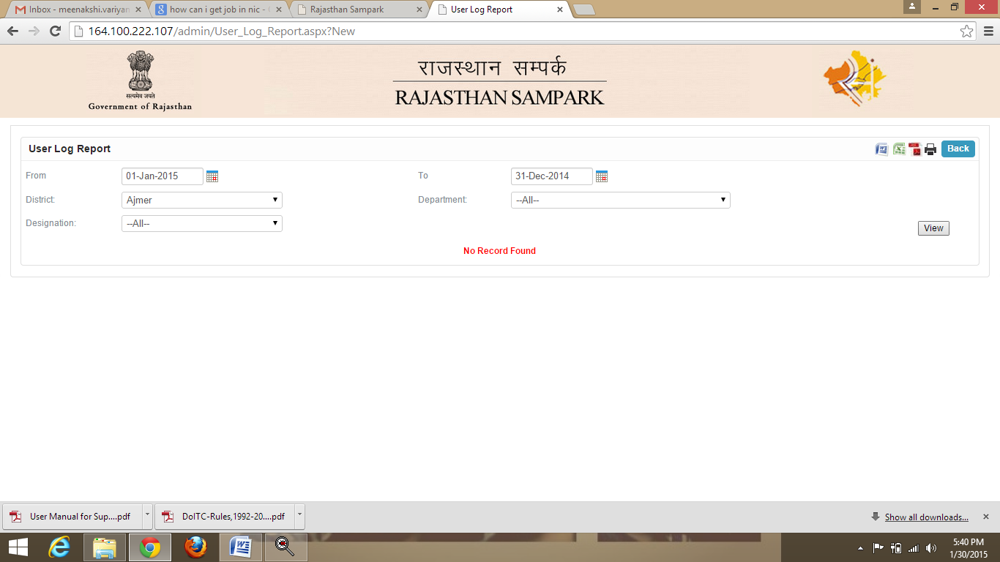 Inbox - meenakshi.variyan
how can i get job in nic - G
Rajasthan Sampark
User Log Report
164.100.222.107/admin/User_Log_Report.aspx?New
सत्यमेव जयते
Government of Rajasthan
राजस्थान सम्पर्क
RAJASTHAN SAMPARK
User Log Report
Back
From 01-Jan-2015 To 31-Dec-2014
District: Ajmer Department: --All--
Designation: --All--
View
No Record Found
User Manual for Sup....pdf
DoITC-Rules,1992-20....pdf
Show all downloads...
5:40 PM
1/30/2015